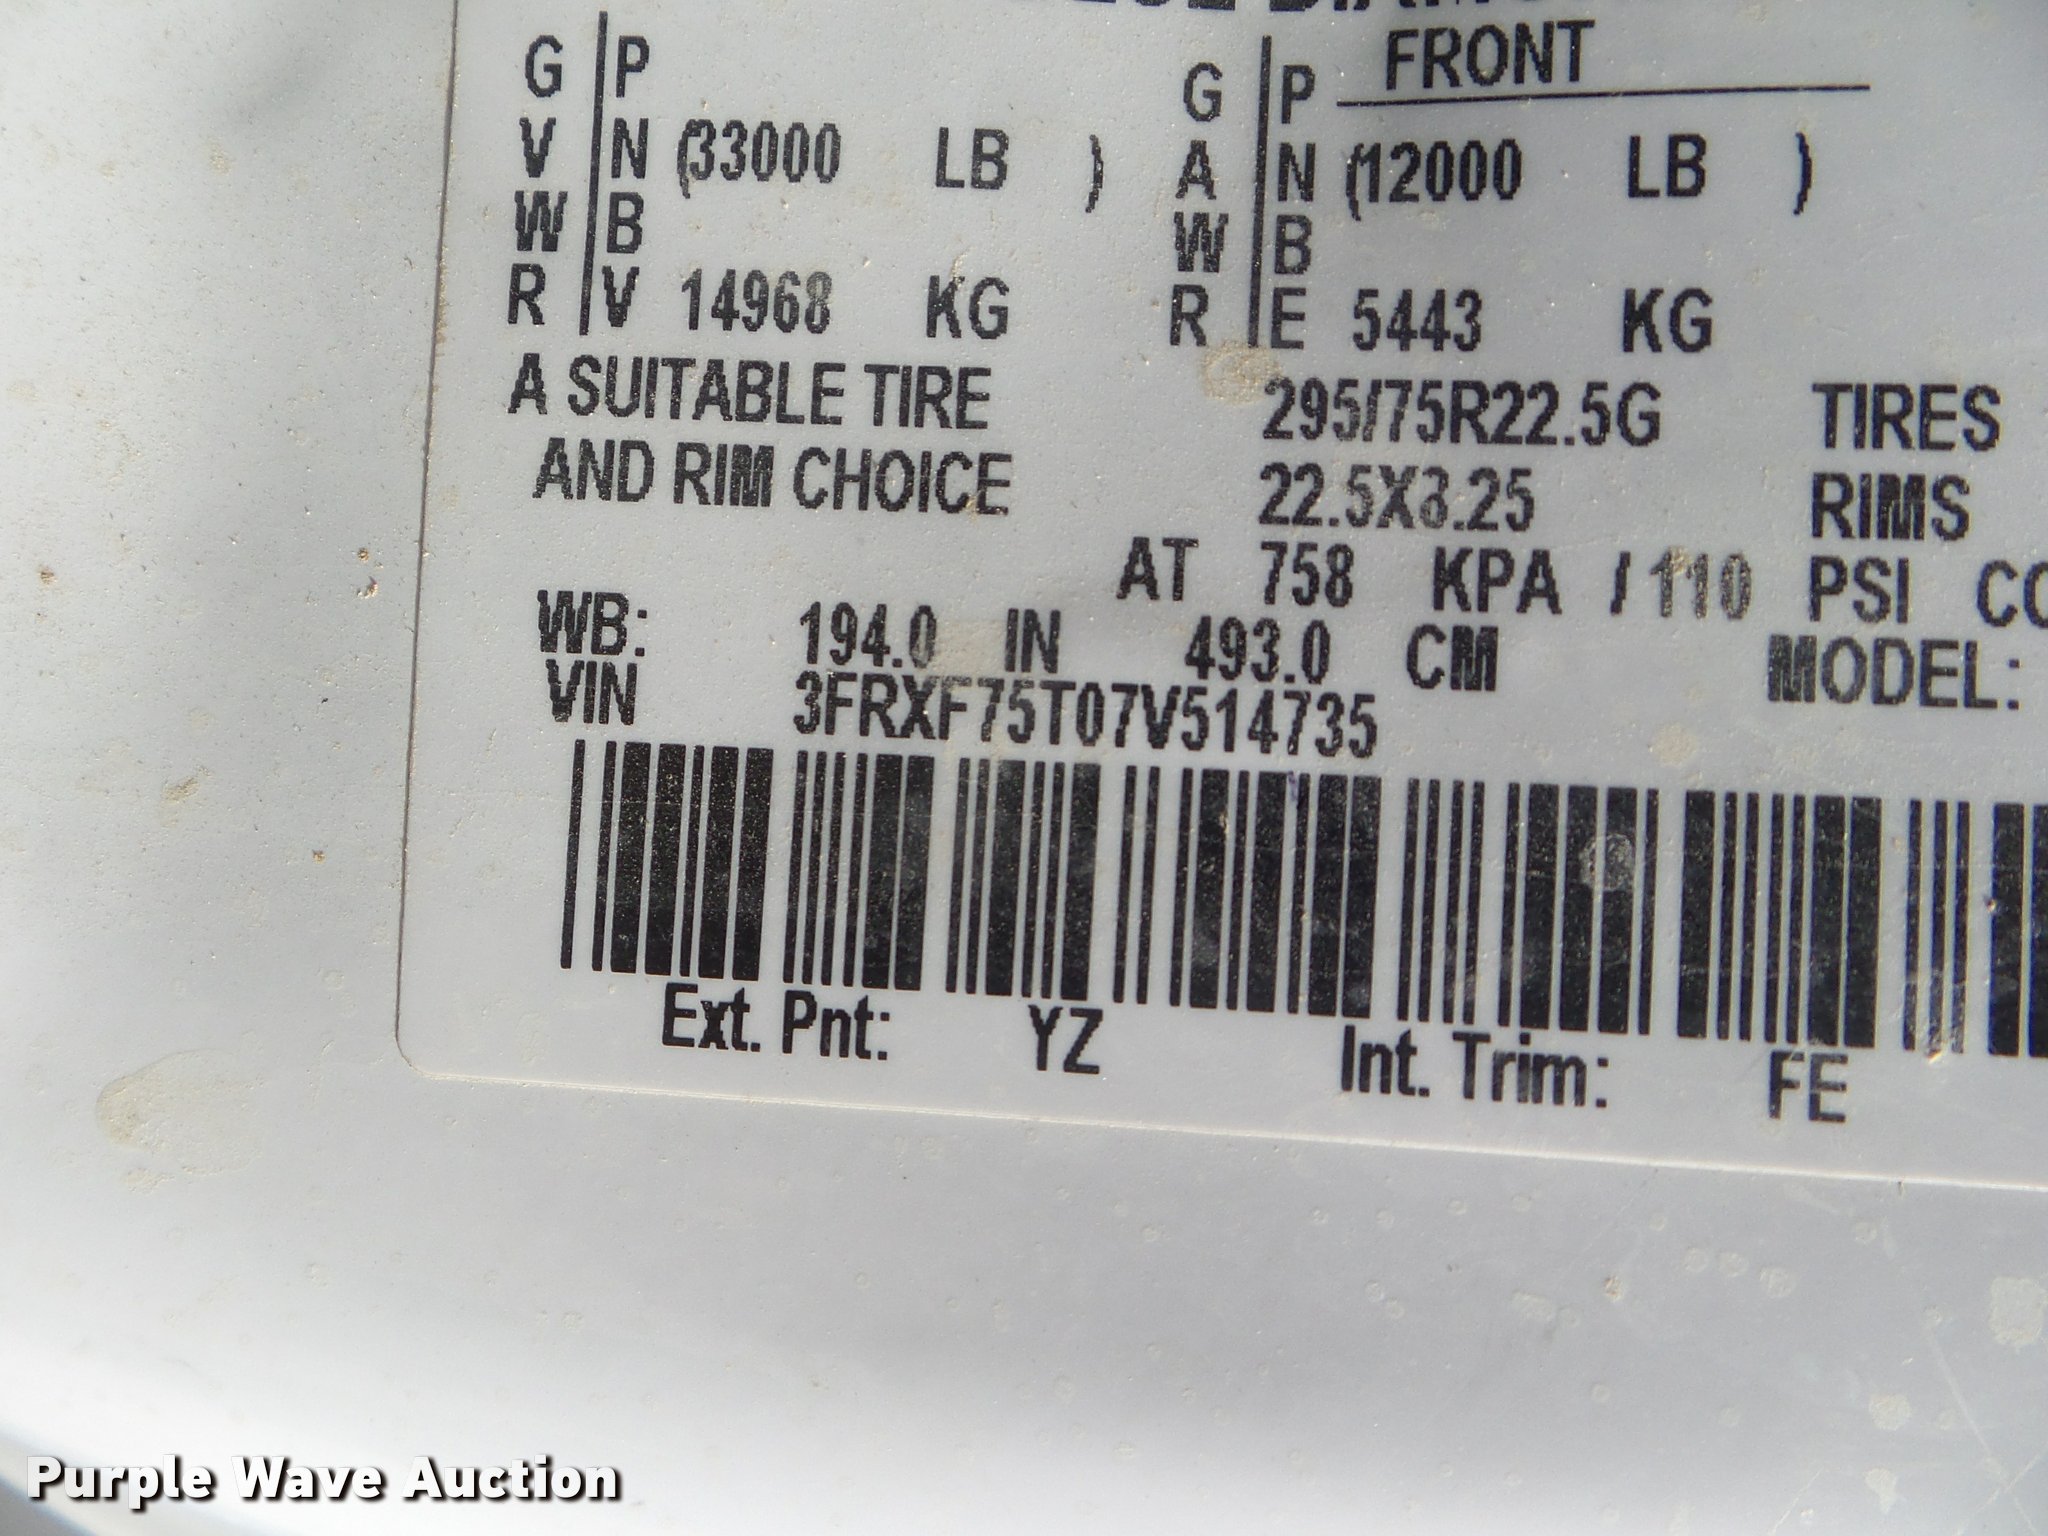 FRONT
G P G P
V N (33000 LB ) A N (12000 LB )
W B W B
R V 14968 KG R E 5443 KG
A SUITABLE TIRE 295/75R22.5G TIRES
AND RIM CHOICE 22.5X8.25 RIMS
AT 758 KPA / 110 PSI CO
WB: 194.0 IN 493.0 CM MODEL:
VIN 3FRXF75T07V514735
Ext. Pnt: YZ Int. Trim: FE
Purple Wave Auction